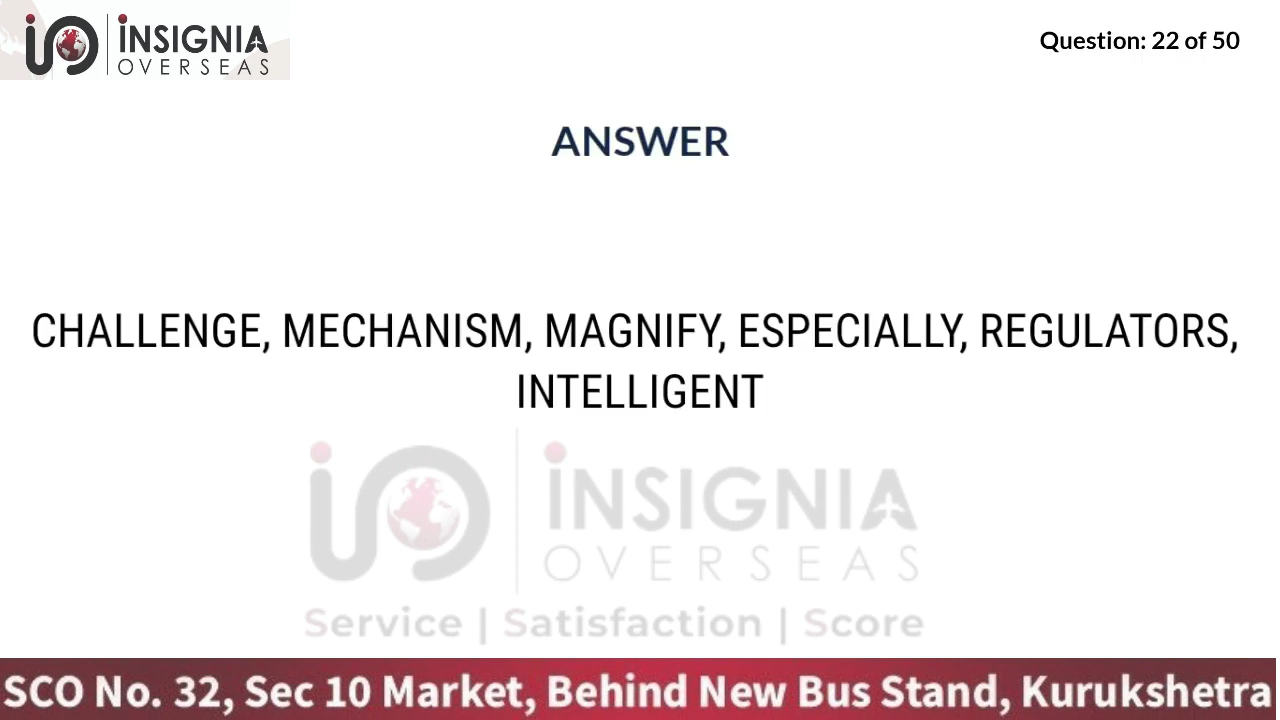 INSIGNIA
OVERSEAS
Question: 22 of 50
ANSWER
CHALLENGE, MECHANISM, MAGNIFY, ESPECIALLY, REGULATORS,
INTELLIGENT
INSIGNIA
OVERSEAS
Service | Satisfaction | Score
SCO No. 32, Sec 10 Market, Behind New Bus Stand, Kurukshetra